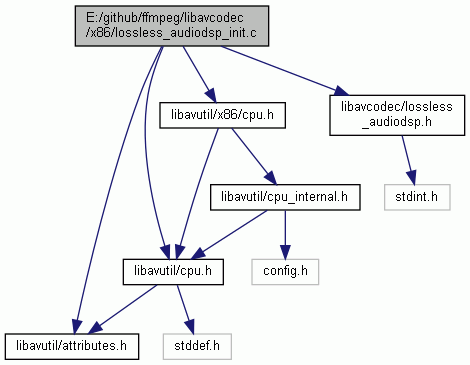 E:/github/ffmpeg/libavcodec
/x86/lossless_audiodsp_init.c
libavutil/x86/cpu.h
libavcodec/lossless
_audiodsp.h
libavutil/cpu_internal.h
stdint.h
libavutil/cpu.h
config.h
libavutil/attributes.h
stddef.h